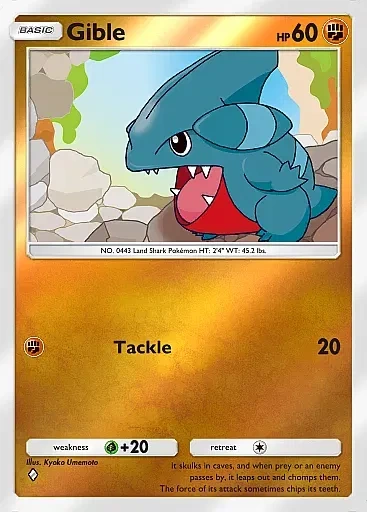 BASIC Gible HP 60
NO. 0443 Land Shark Pokémon HT: 2'4" WT: 45.2 lbs.
Tackle 20
weakness +20 retreat
Illus. Kyoko Umemoto
It skulks in caves, and when prey or an enemy
passes by, it leaps out and chomps them.
The force of its attack sometimes chips its teeth.